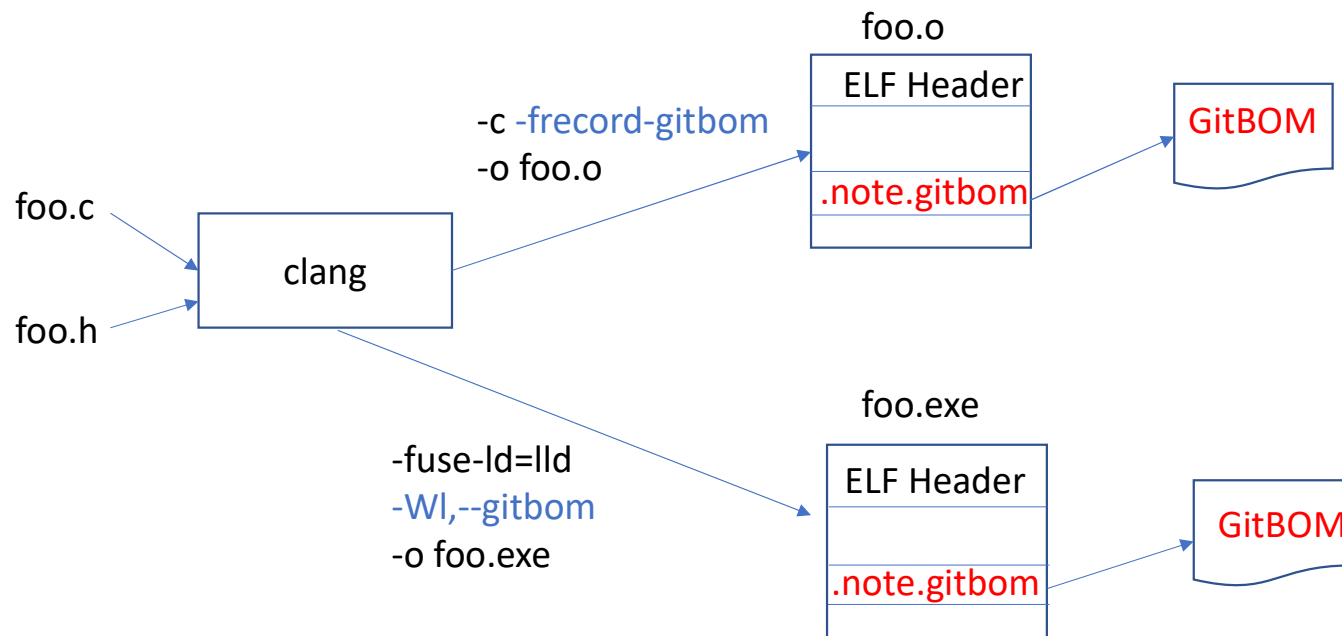 foo.o
ELF Header
-c -frecord-gitbom
-o foo.o
GitBOM
.note.gitbom
foo.c
clang
foo.h
foo.exe
-fuse-ld=lld
-Wl,--gitbom
-o foo.exe
ELF Header
GitBOM
.note.gitbom